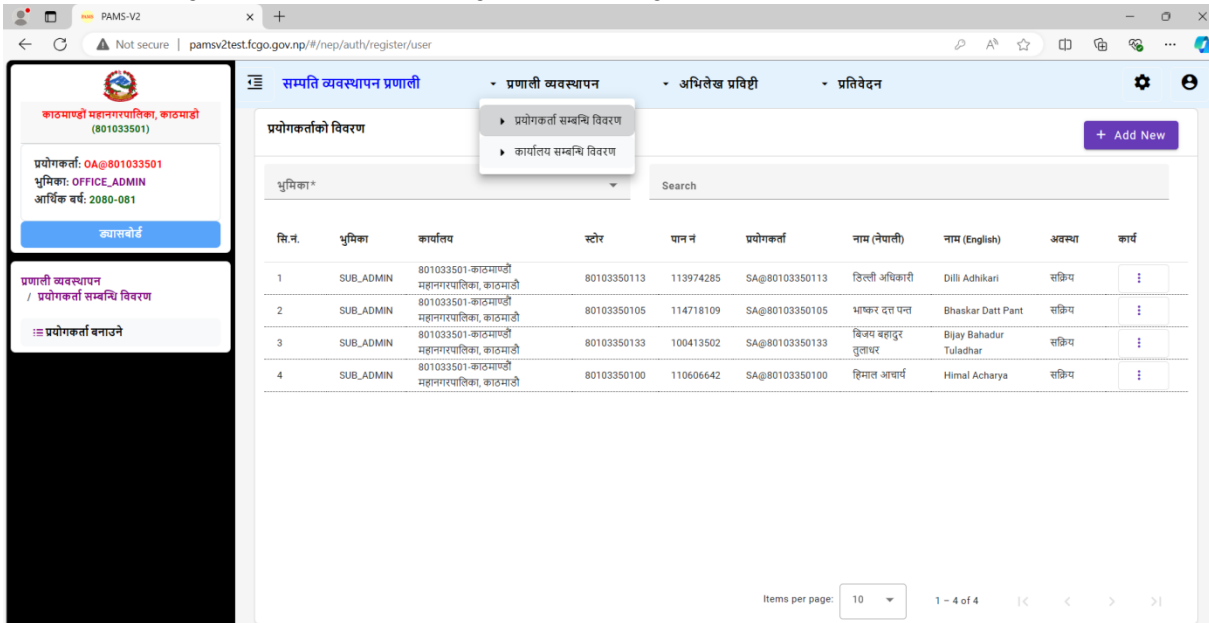 PAMS-V2
Not secure | pamsv2test.fcgo.gov.np/#/nep/auth/register/user
काठमाण्डौं महानगरपालिका, काठमाडो
(801033501)
प्रयोगकर्ता: OA@801033501
भुमिका: OFFICE_ADMIN
आर्थिक बर्ष: 2080-081
ड्यासबोर्ड
प्रणाली व्यवस्थापन
/ प्रयोगकर्ता सम्बन्धि विवरण
प्रयोगकर्ता बनाउने
सम्पति व्यवस्थापन प्रणाली प्रणाली व्यवस्थापन अभिलेख प्रविष्टी प्रतिवेदन
प्रयोगकर्ता सम्बन्धि विवरण
कार्यालय सम्बन्धि विवरण
प्रयोगकर्ताको विवरण
+ Add New
भुमिका* Search
सि.नं. भुमिका कार्यालय स्टोर पान नं प्रयोगकर्ता नाम (नेपाली) नाम (English) अवस्था कार्य
1 SUB_ADMIN 801033501-काठमाण्डौं महानगरपालिका, काठमाडो 80103350113 113974285 SA@80103350113 डिल्ली अधिकारी Dilli Adhikari सक्रिय
2 SUB_ADMIN 801033501-काठमाण्डौं महानगरपालिका, काठमाडो 80103350105 114718109 SA@80103350105 भाष्कर दत्त पन्त Bhaskar Datt Pant सक्रिय
3 SUB_ADMIN 801033501-काठमाण्डौं महानगरपालिका, काठमाडो 80103350133 100413502 SA@80103350133 बिजय बहादुर तुलाधर Bijay Bahadur Tuladhar सक्रिय
4 SUB_ADMIN 801033501-काठमाण्डौं महानगरपालिका, काठमाडो 80103350100 110606642 SA@80103350100 हिमाल आचार्य Himal Acharya सक्रिय
Items per page: 10 1 – 4 of 4